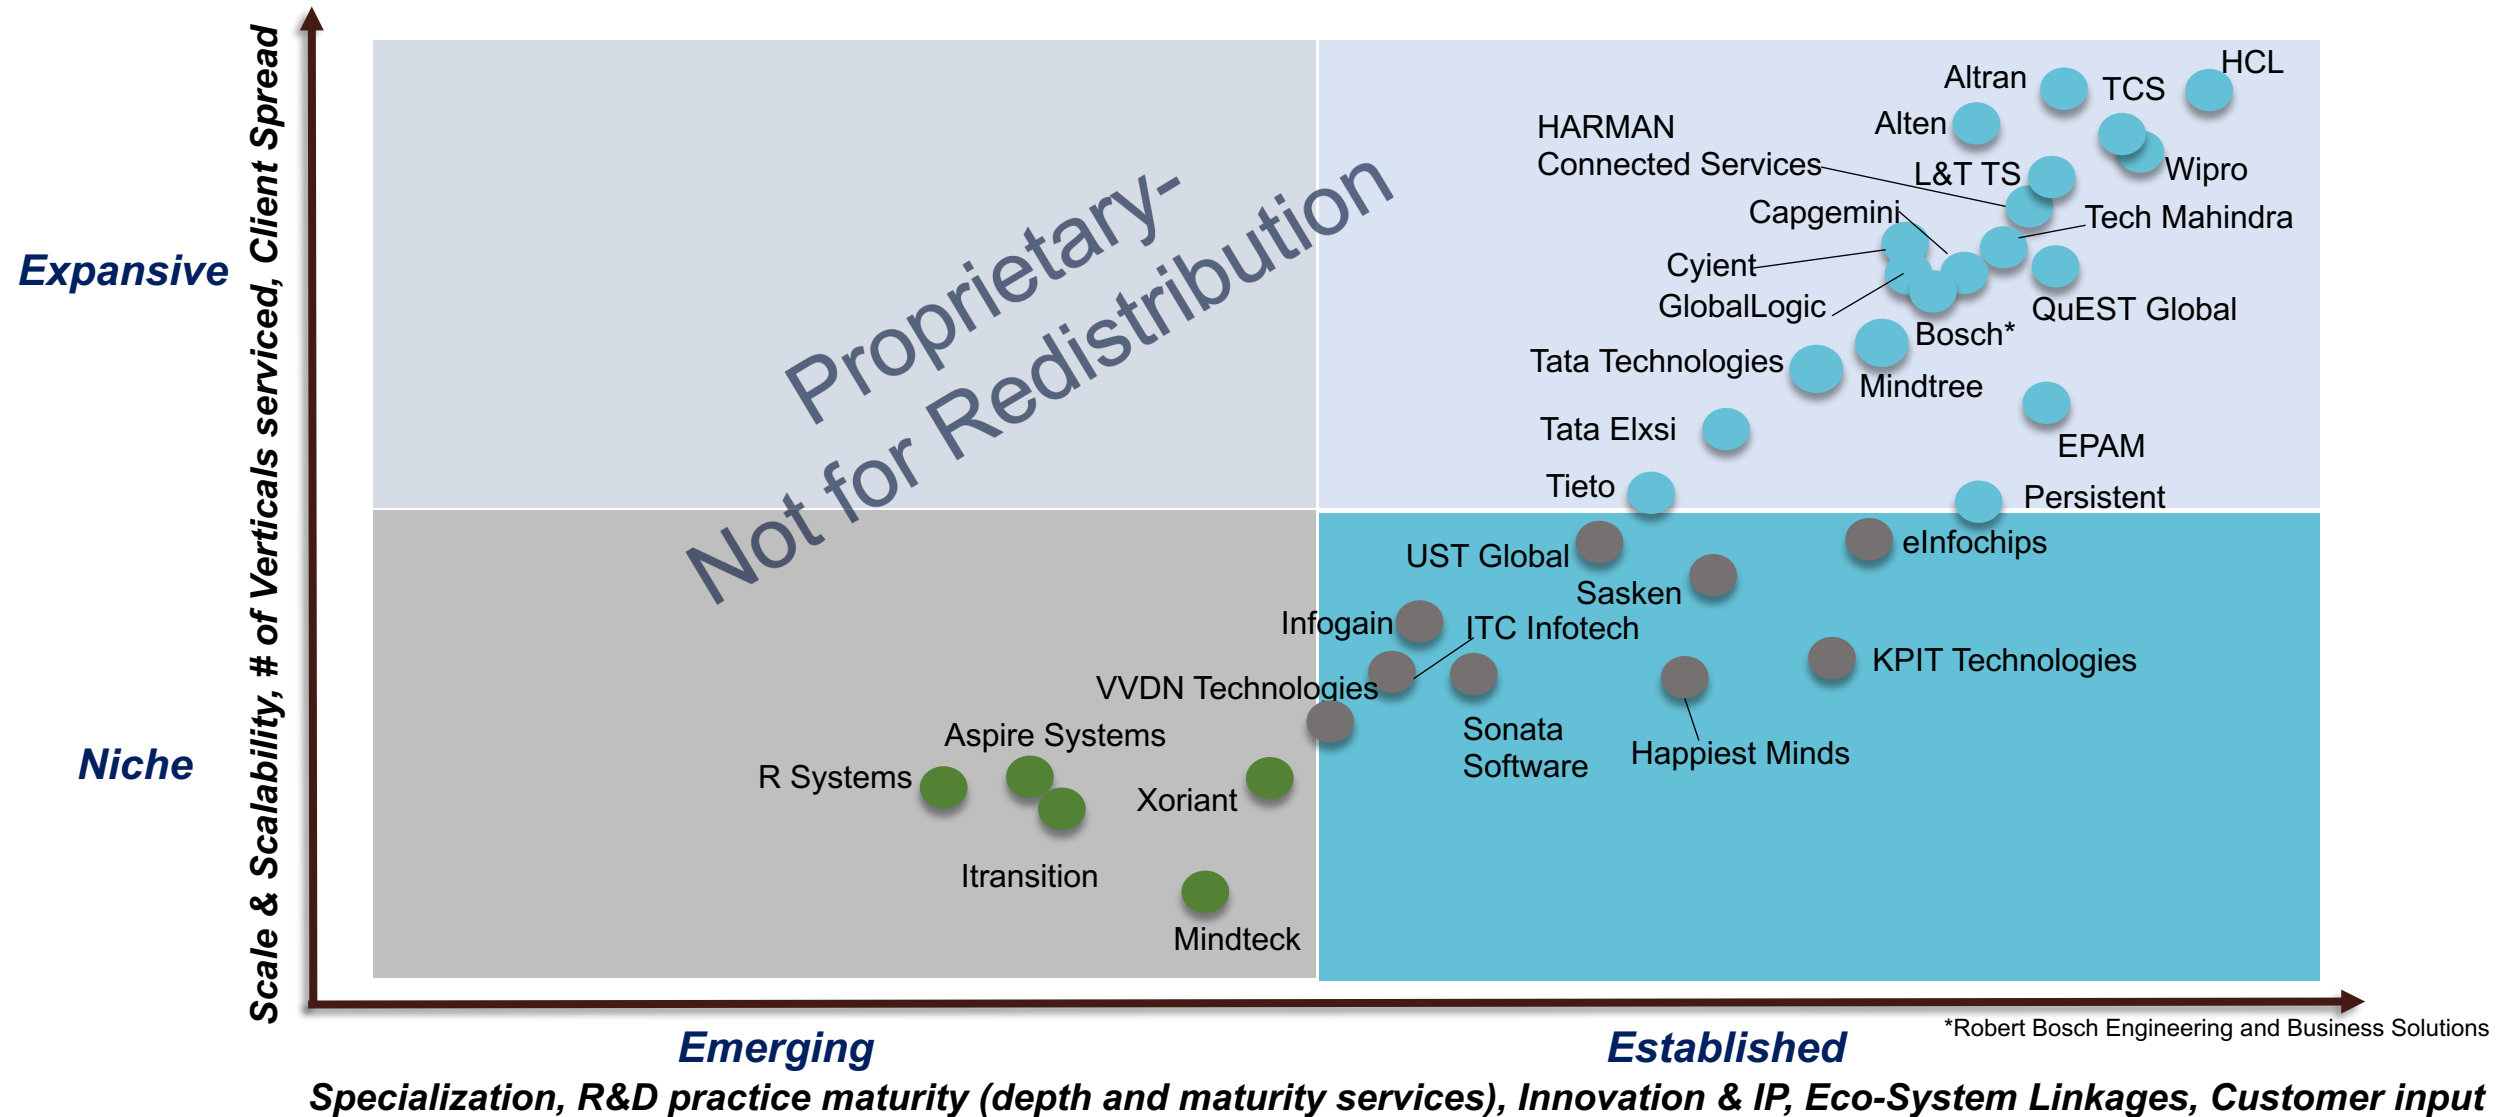 Scale & Scalability, # of Verticals serviced, Client Spread
Expansive
Niche
Proprietary-
Not for Redistribution
HCL
Altran
TCS
Alten
HARMAN
Connected Services
L&T TS
Wipro
Capgemini
Tech Mahindra
Cyient
GlobalLogic
QuEST Global
Bosch*
Tata Technologies
Mindtree
Tata Elxsi
EPAM
Tieto
Persistent
UST Global
eInfochips
Sasken
Infogain
ITC Infotech
KPIT Technologies
VVDN Technologies
Sonata
Software
Happiest Minds
Aspire Systems
R Systems
Xoriant
Itransition
Mindteck
*Robert Bosch Engineering and Business Solutions
Emerging
Established
Specialization, R&D practice maturity (depth and maturity services), Innovation & IP, Eco-System Linkages, Customer input